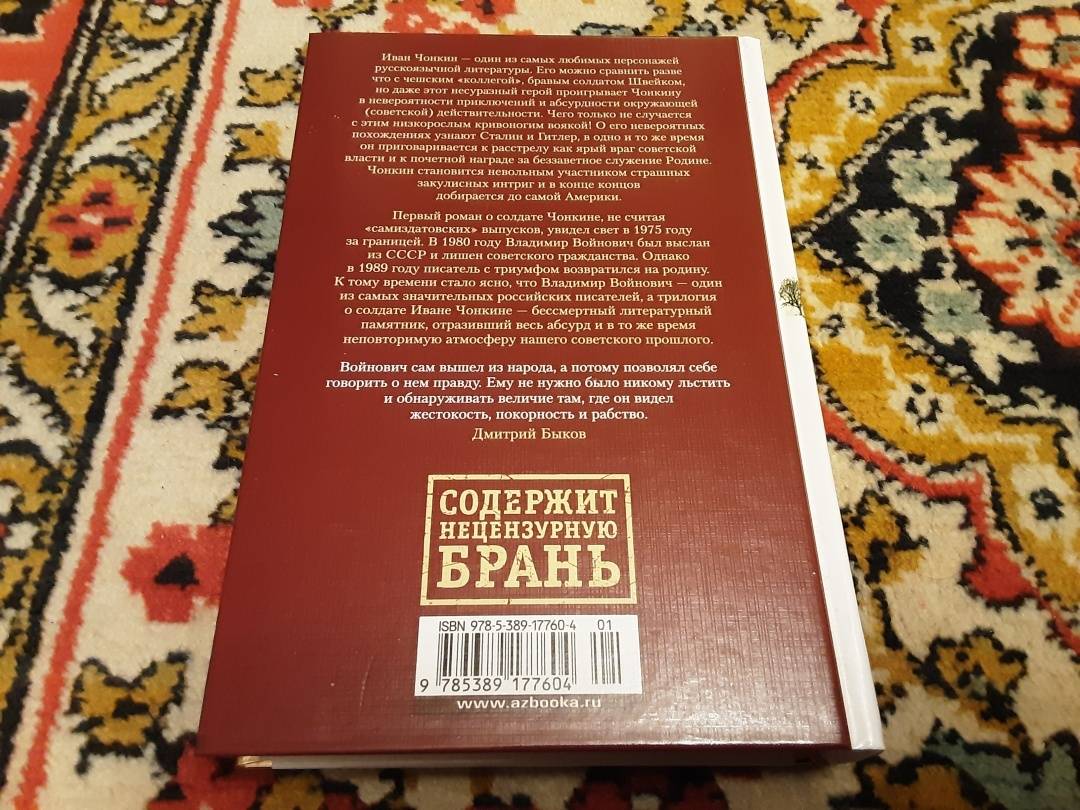 Иван Чонкин — один из самых любимых персонажей
русскоязычной литературы. Его можно сравнить разве
что с чешским «коллегой», бравым солдатом Швейком,
но даже этот несуразный герой проигрывает Чонкину
в невероятности приключений и абсурдности окружающей
(советской) действительности. Чего только не случается
с этим низкорослым кривоногим воякой! О его невероятных
похождениях узнают Сталин и Гитлер, в одно и то же время
он приговаривается к расстрелу как ярый враг советской
власти и к почетной награде за беззаветное служение Родине.
Чонкин становится невольным участником страшных
закулисных интриг и в конце концов
добирается до самой Америки.
Первый роман о солдате Чонкине, не считая
«самиздатовских» выпусков, увидел свет в 1975 году
за границей. В 1980 году Владимир Войнович был выслан
из СССР и лишен советского гражданства. Однако
в 1989 году писатель с триумфом возвратился на родину.
К тому времени стало ясно, что Владимир Войнович — один
из самых значительных российских писателей, а трилогия
о солдате Иване Чонкине — бессмертный литературный
памятник, отразивший весь абсурд и в то же время
неповторимую атмосферу нашего советского прошлого.
Войнович сам вышел из народа, а потому позволял себе
говорить о нем правду. Ему не нужно было никому льстить
и обнаруживать величие там, где он видел
жестокость, покорность и рабство.
Дмитрий Быков
СОДЕРЖИТ
НЕЦЕНЗУРНУЮ
БРАНЬ
ISBN 978-5-389-17760-4 01
9 785389 177604
www.azbooka.ru